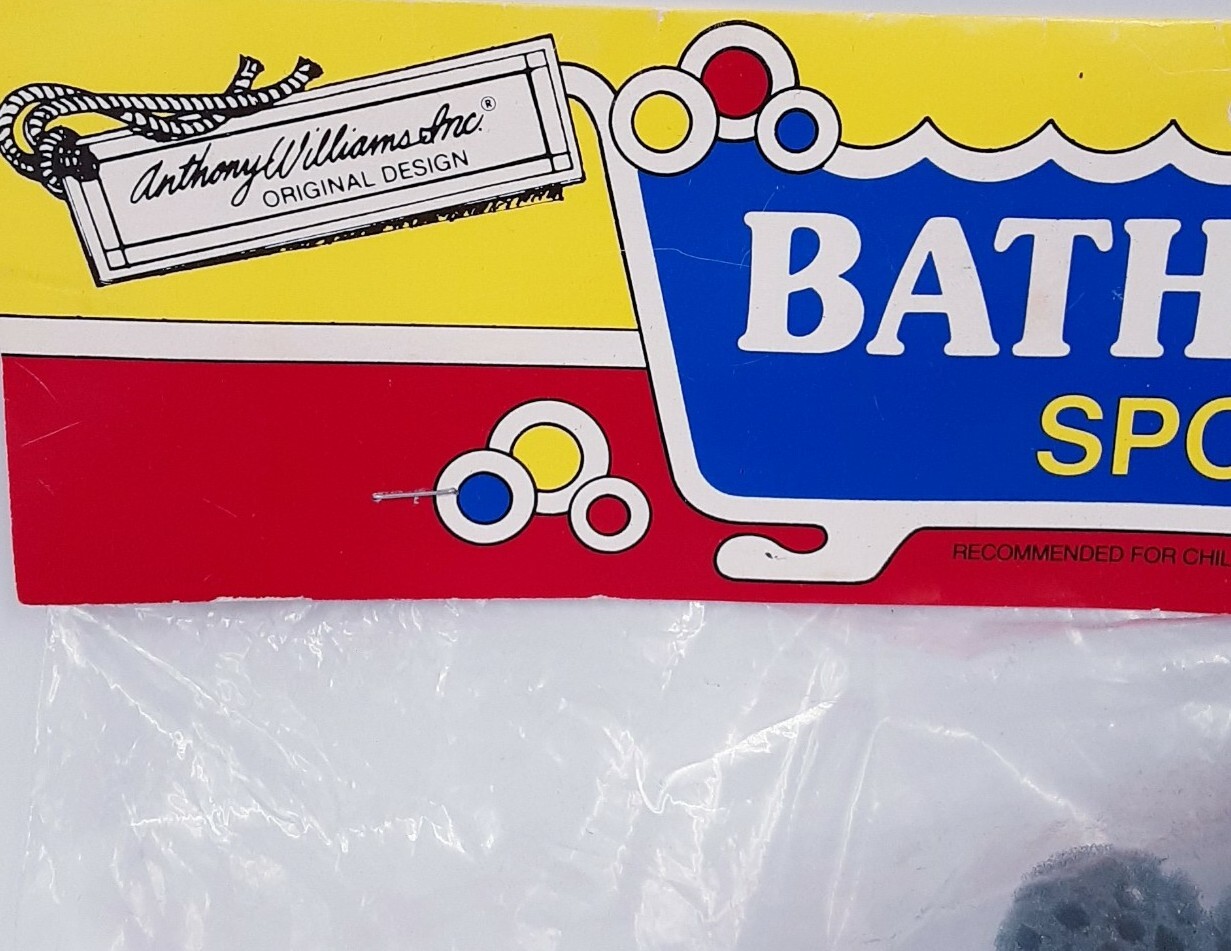 Anthony Williams Inc.®
ORIGINAL DESIGN
BATH
SPO
RECOMMENDED FOR CHIL